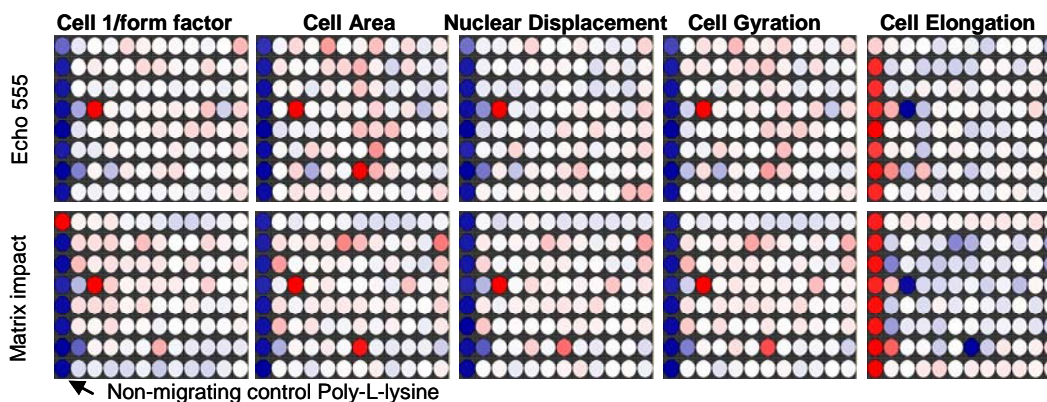 Cell 1/form factor Cell Area Nuclear Displacement Cell Gyration Cell Elongation
Echo 555
Matrix impact
Non-migrating control Poly-L-lysine